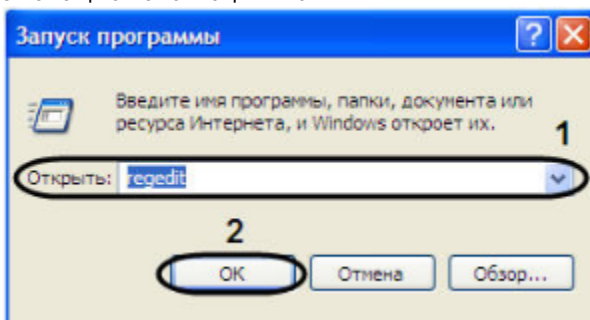 Запуск программы
Введите имя программы, папки, документа или
ресурса Интернета, и Windows откроет их.
1
Открыть: regedit
2
OK Отмена Обзор...